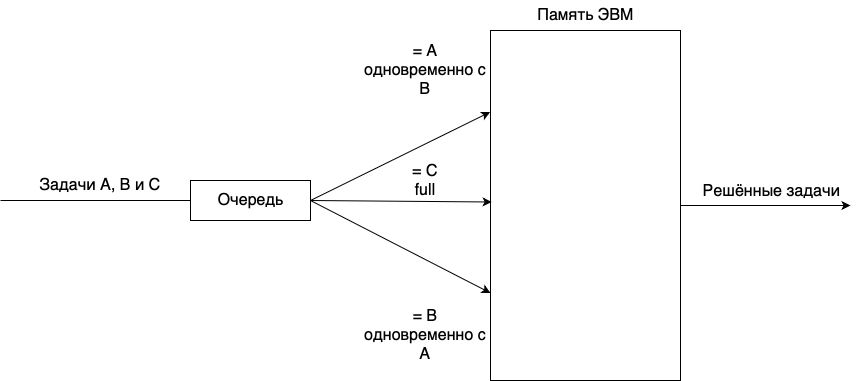 Память ЭВМ
= A
одновременно с
B
Задачи А, В и С
Очередь
= C
full
Решённые задачи
= B
одновременно с
A